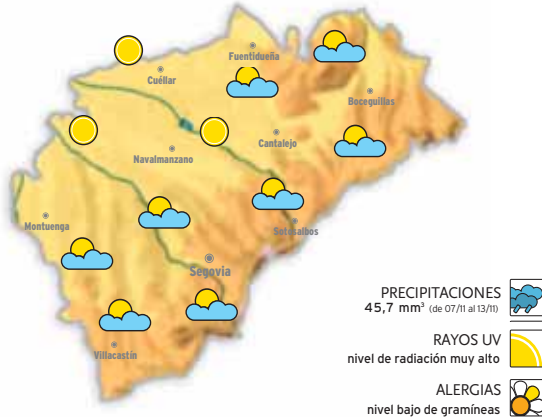 Fuentidueña
Cuéllar
Boceguillas
Cantalejo
Navalmanzano
Montuenga
Sotosalbos
Segovia
Villacastín
PRECIPITACIONES
45,7 mm³ (de 07/11 al 13/11)
RAYOS UV
nivel de radiación muy alto
ALERGIAS
nivel bajo de gramíneas